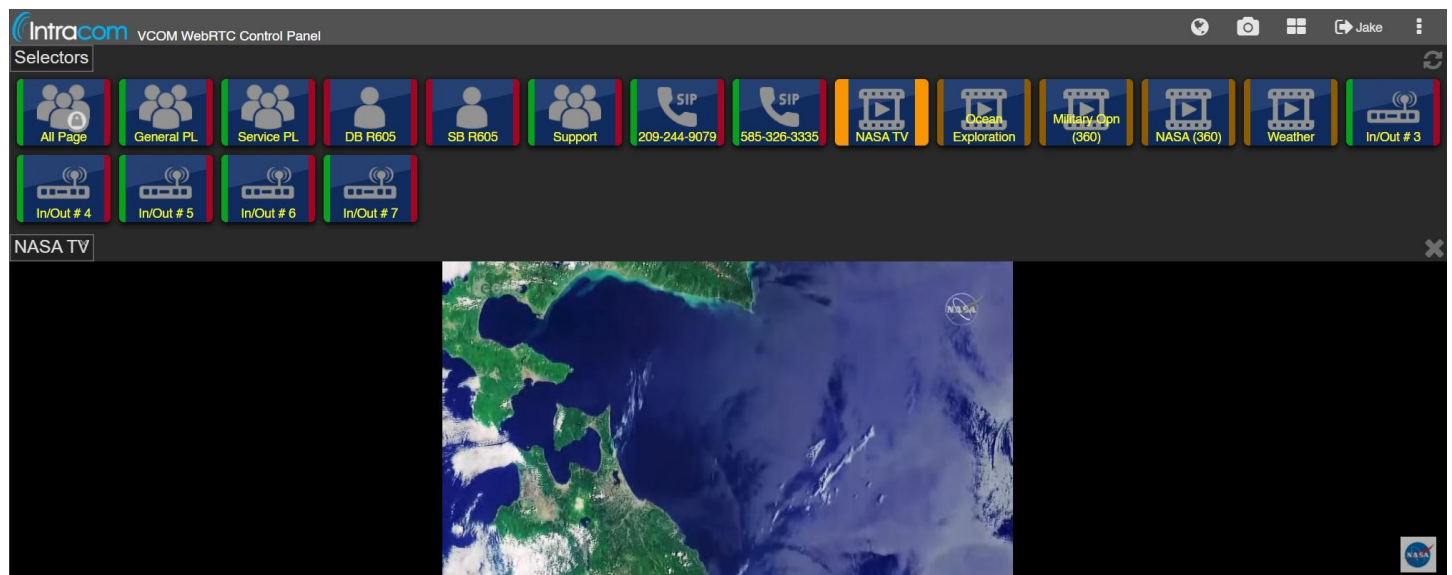 Intracom VCOM WebRTC Control Panel Jake
Selectors
All Page General PL Service PL DB R605 SB R605 Support SIP 209-244-9079 SIP 585-326-3335 NASA TV Ocean Exploration Military Opn (360) NASA (360) Weather In/Out # 3
In/Out # 4 In/Out # 5 In/Out # 6 In/Out # 7
NASA TV
NASA
NASA